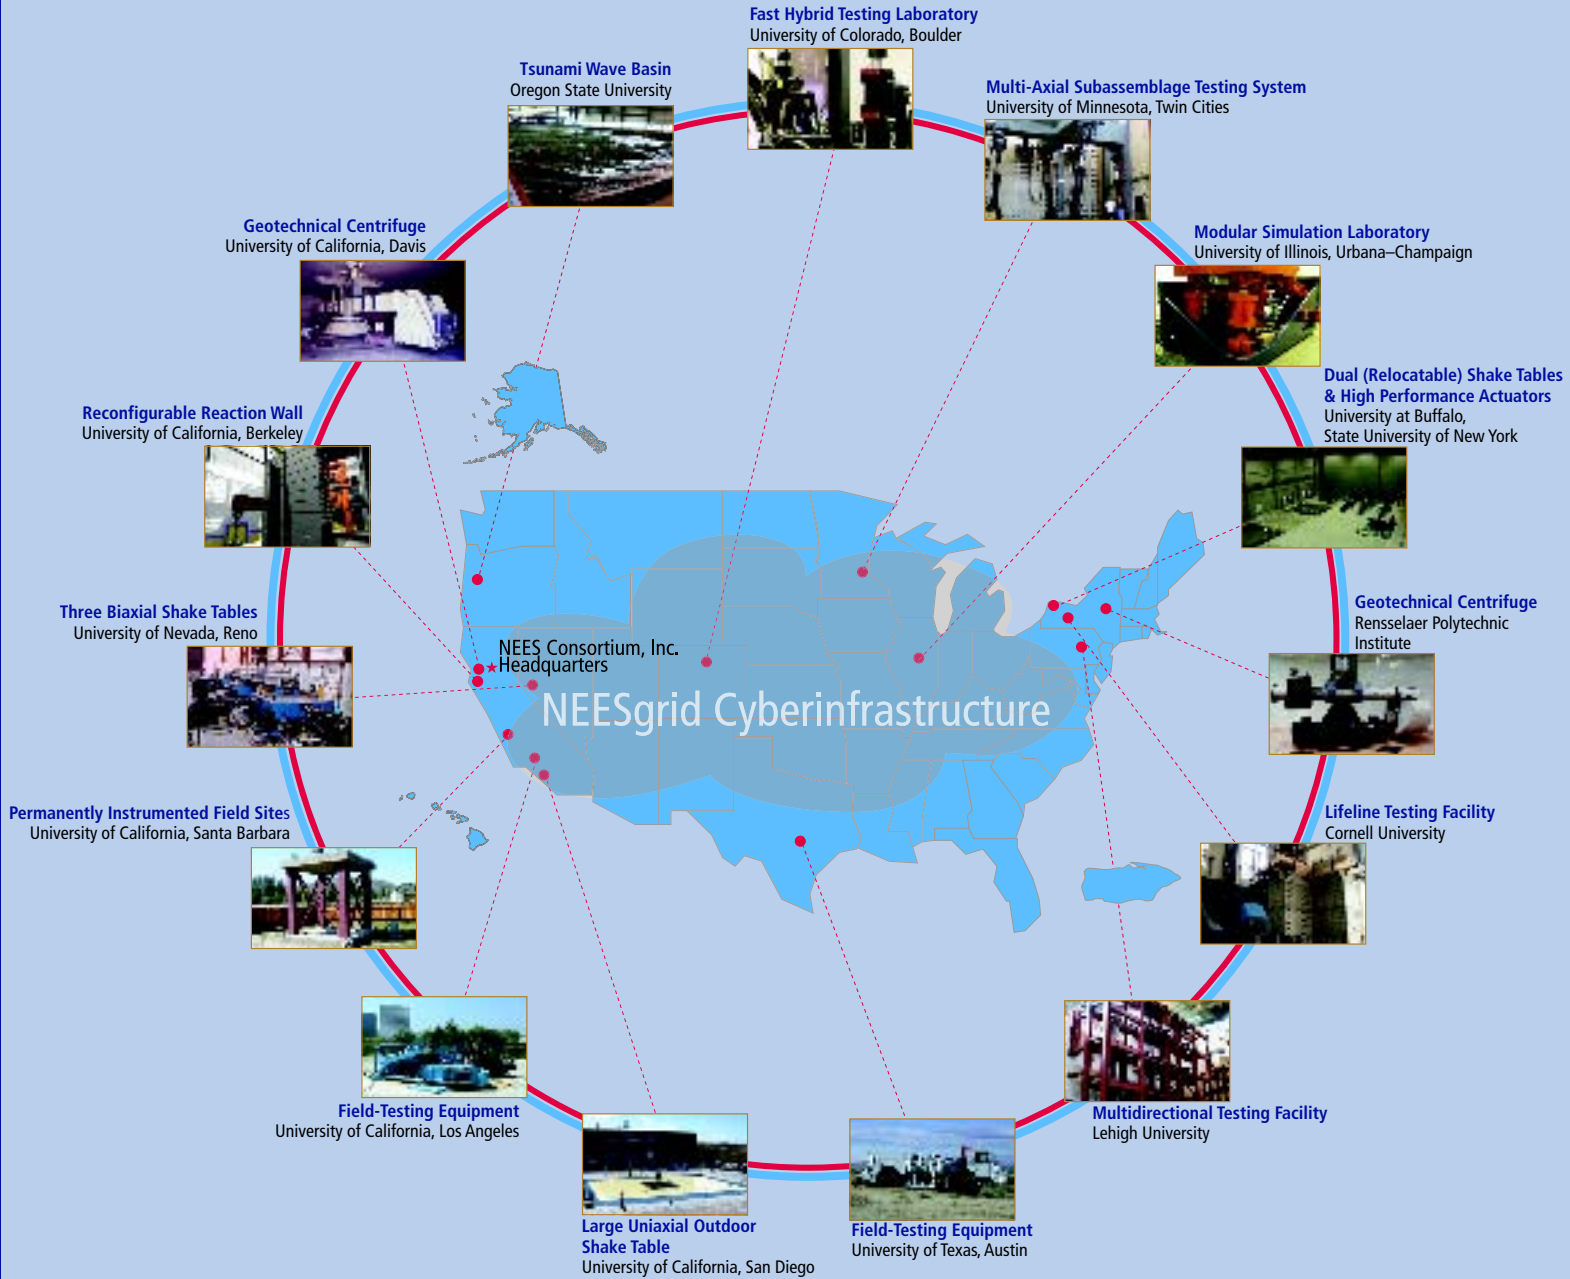 Fast Hybrid Testing Laboratory
University of Colorado, Boulder
Tsunami Wave Basin
Oregon State University
Multi-Axial Subassemblage Testing System
University of Minnesota, Twin Cities
Geotechnical Centrifuge
University of California, Davis
Modular Simulation Laboratory
University of Illinois, Urbana–Champaign
Dual (Relocatable) Shake Tables
& High Performance Actuators
University at Buffalo,
State University of New York
Reconfigurable Reaction Wall
University of California, Berkeley
Three Biaxial Shake Tables
University of Nevada, Reno
Geotechnical Centrifuge
Rensselaer Polytechnic
Institute
NEES Consortium, Inc.
Headquarters
NEESgrid Cyberinfrastructure
Permanently Instrumented Field Sites
University of California, Santa Barbara
Lifeline Testing Facility
Cornell University
Field-Testing Equipment
University of California, Los Angeles
Multidirectional Testing Facility
Lehigh University
Large Uniaxial Outdoor
Shake Table
University of California, San Diego
Field-Testing Equipment
University of Texas, Austin